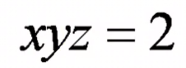 xyz = 2